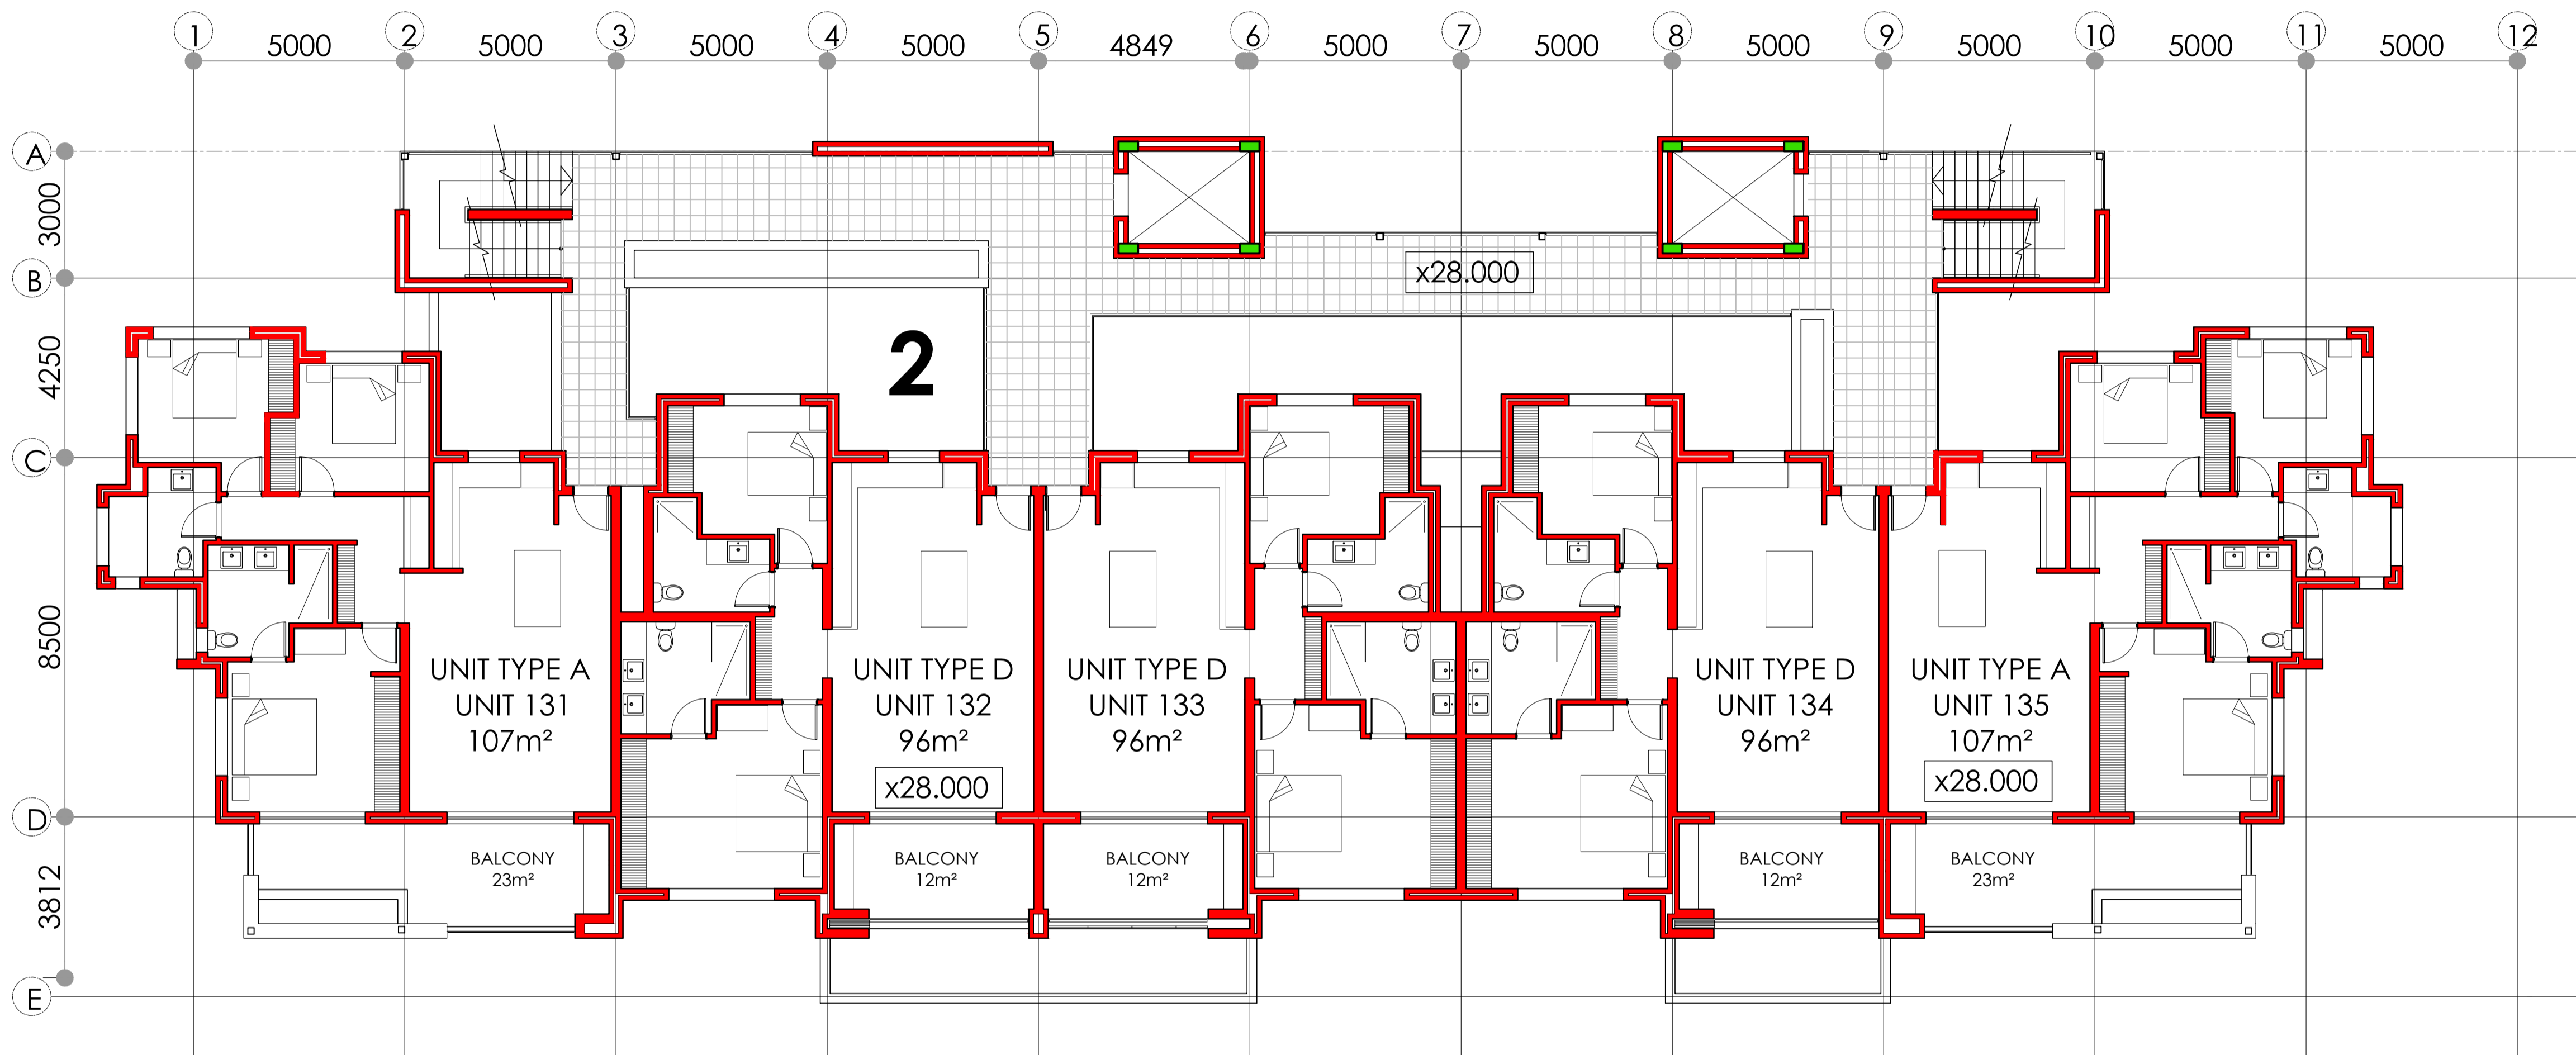 1 5000 2 5000 3 5000 4 5000 5 4849 6 5000 7 5000 8 5000 9 5000 10 5000 11 5000 12
A
3000
B
x28.000
4250
2
C
8500
UNIT TYPE A
UNIT 131
107m²
UNIT TYPE D
UNIT 132
96m²
x28.000
UNIT TYPE D
UNIT 133
96m²
UNIT TYPE D
UNIT 134
96m²
UNIT TYPE A
UNIT 135
107m²
x28.000
D
3812
BALCONY
23m²
BALCONY
12m²
BALCONY
12m²
BALCONY
12m²
BALCONY
23m²
E